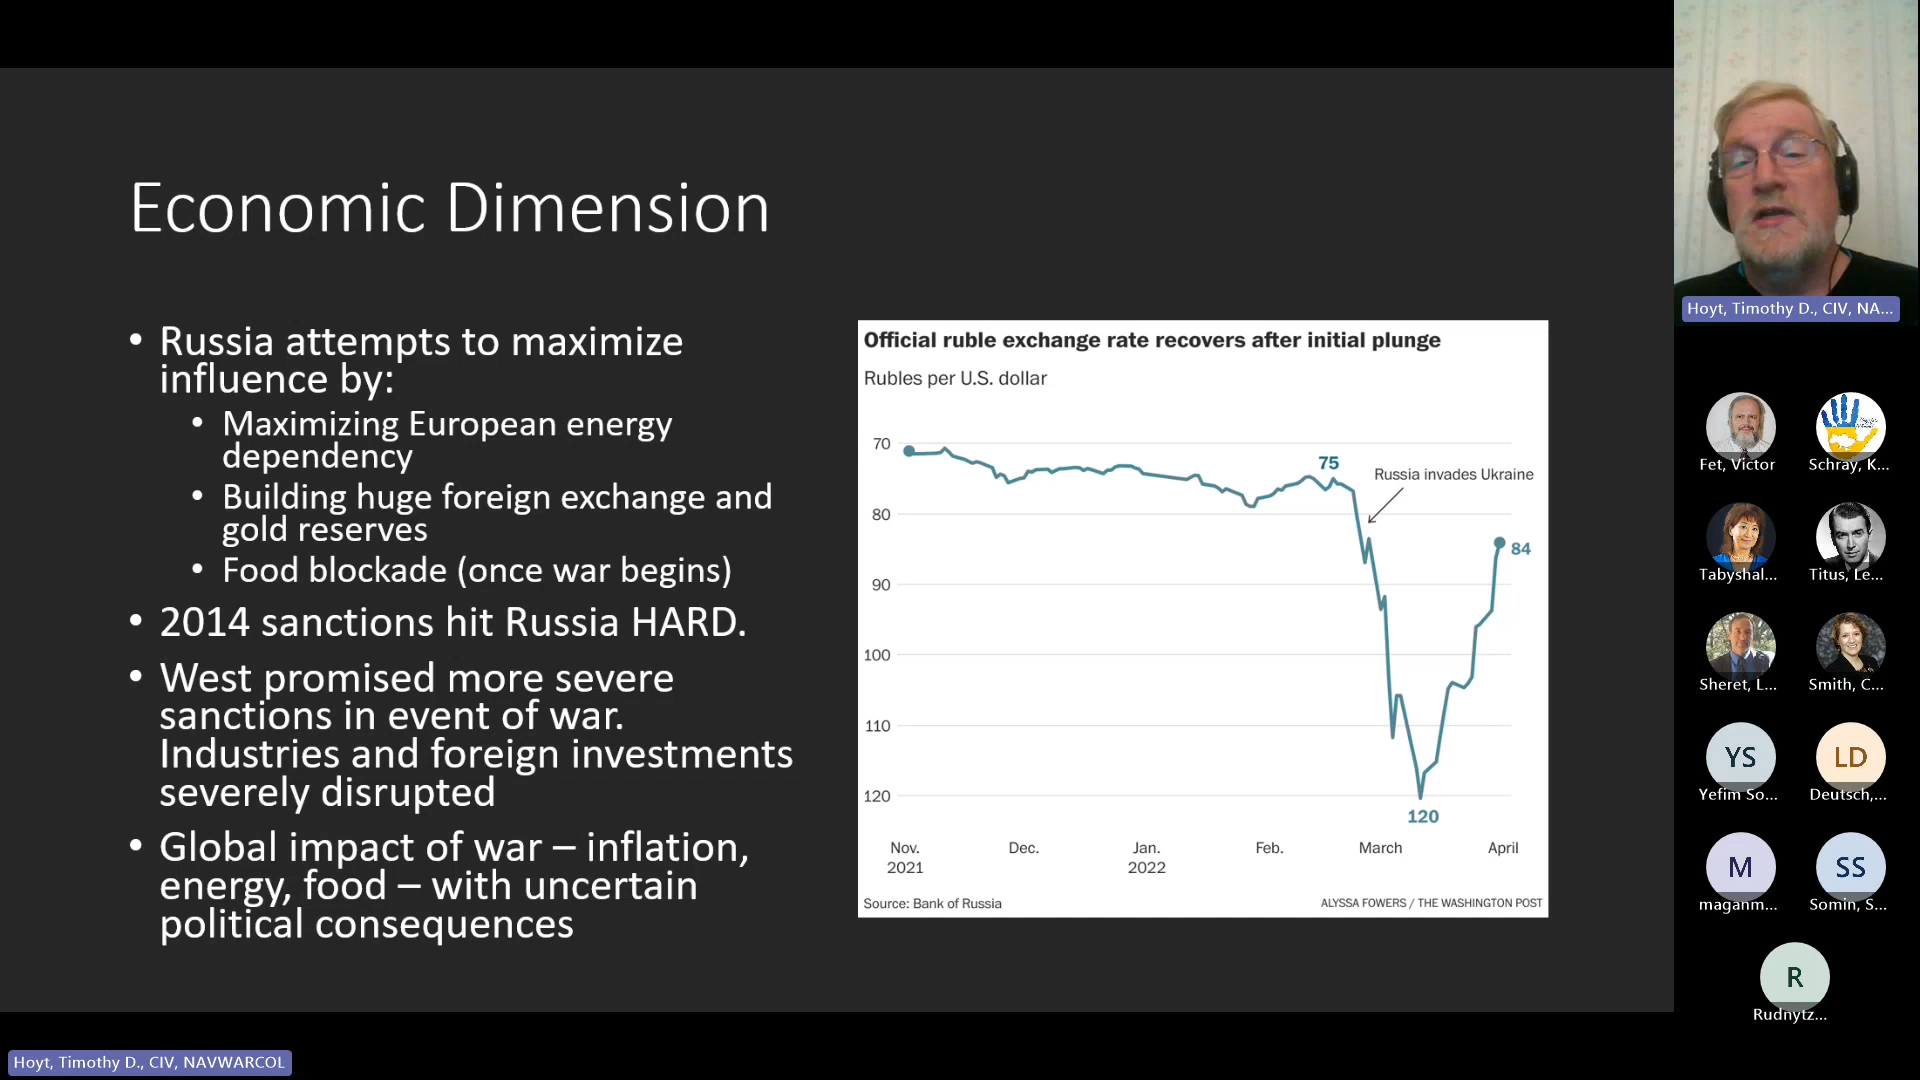 Economic Dimension
• Russia attempts to maximize
influence by:
• Maximizing European energy
dependency
• Building huge foreign exchange and
gold reserves
• Food blockade (once war begins)
• 2014 sanctions hit Russia HARD.
• West promised more severe
sanctions in event of war.
Industries and foreign investments
severely disrupted
• Global impact of war – inflation,
energy, food – with uncertain
political consequences
Official ruble exchange rate recovers after initial plunge
Rubles per U.S. dollar
70
80
90
100
110
120
75
Russia invades Ukraine
84
120
Nov. Dec. Jan. Feb. March April
2021 2022
Source: Bank of Russia
ALYSSA FOWERS / THE WASHINGTON POST
Hoyt, Timothy D., CIV, NA...
Fet, Victor
Schray, K...
Tabyshal...
Titus, Le...
Sheret, L...
Smith, C...
YS
Yefim So...
LD
Deutsch,...
M
maganm...
SS
Somin, S...
R
Rudnytz...
Hoyt, Timothy D., CIV, NAVWARCOL